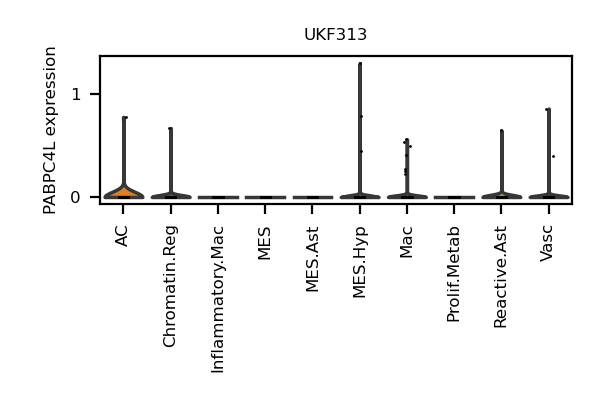 UKF313
PABPC4L expression
1
0
AC
Chromatin.Reg
Inflammatory.Mac
MES
MES.Ast
MES.Hyp
Mac
Prolif.Metab
Reactive.Ast
Vasc